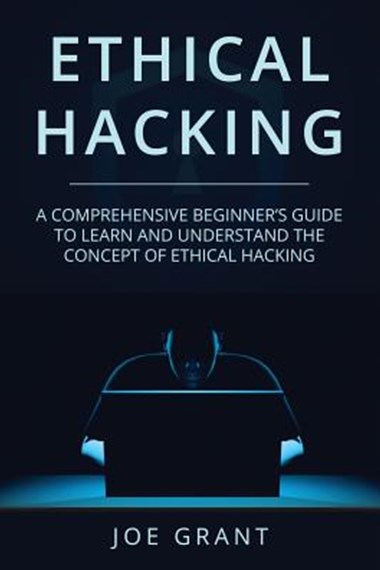 ETHICAL
HACKING
A COMPREHENSIVE BEGINNER'S GUIDE
TO LEARN AND UNDERSTAND THE
CONCEPT OF ETHICAL HACKING
JOE GRANT